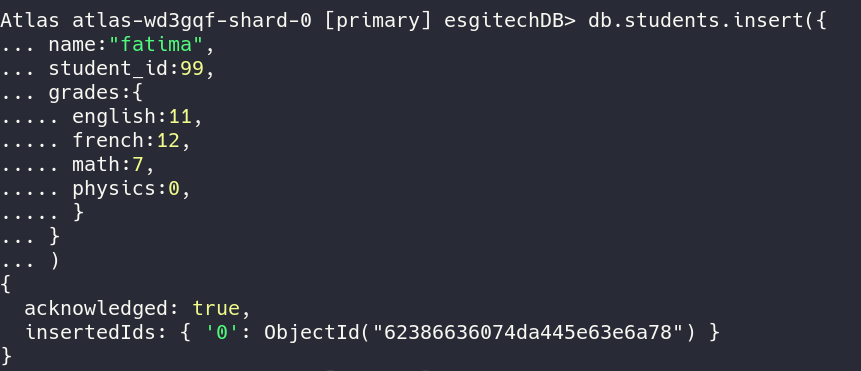 Atlas atlas-wd3gqf-shard-0 [primary] esgitechDB> db.students.insert({
... name:"fatima",
... student_id:99,
... grades:{
..... english:11,
..... french:12,
..... math:7,
..... physics:0,
..... }
... }
... )
{
  acknowledged: true,
  insertedIds: { '0': ObjectId("62386636074da445e63e6a78") }
}